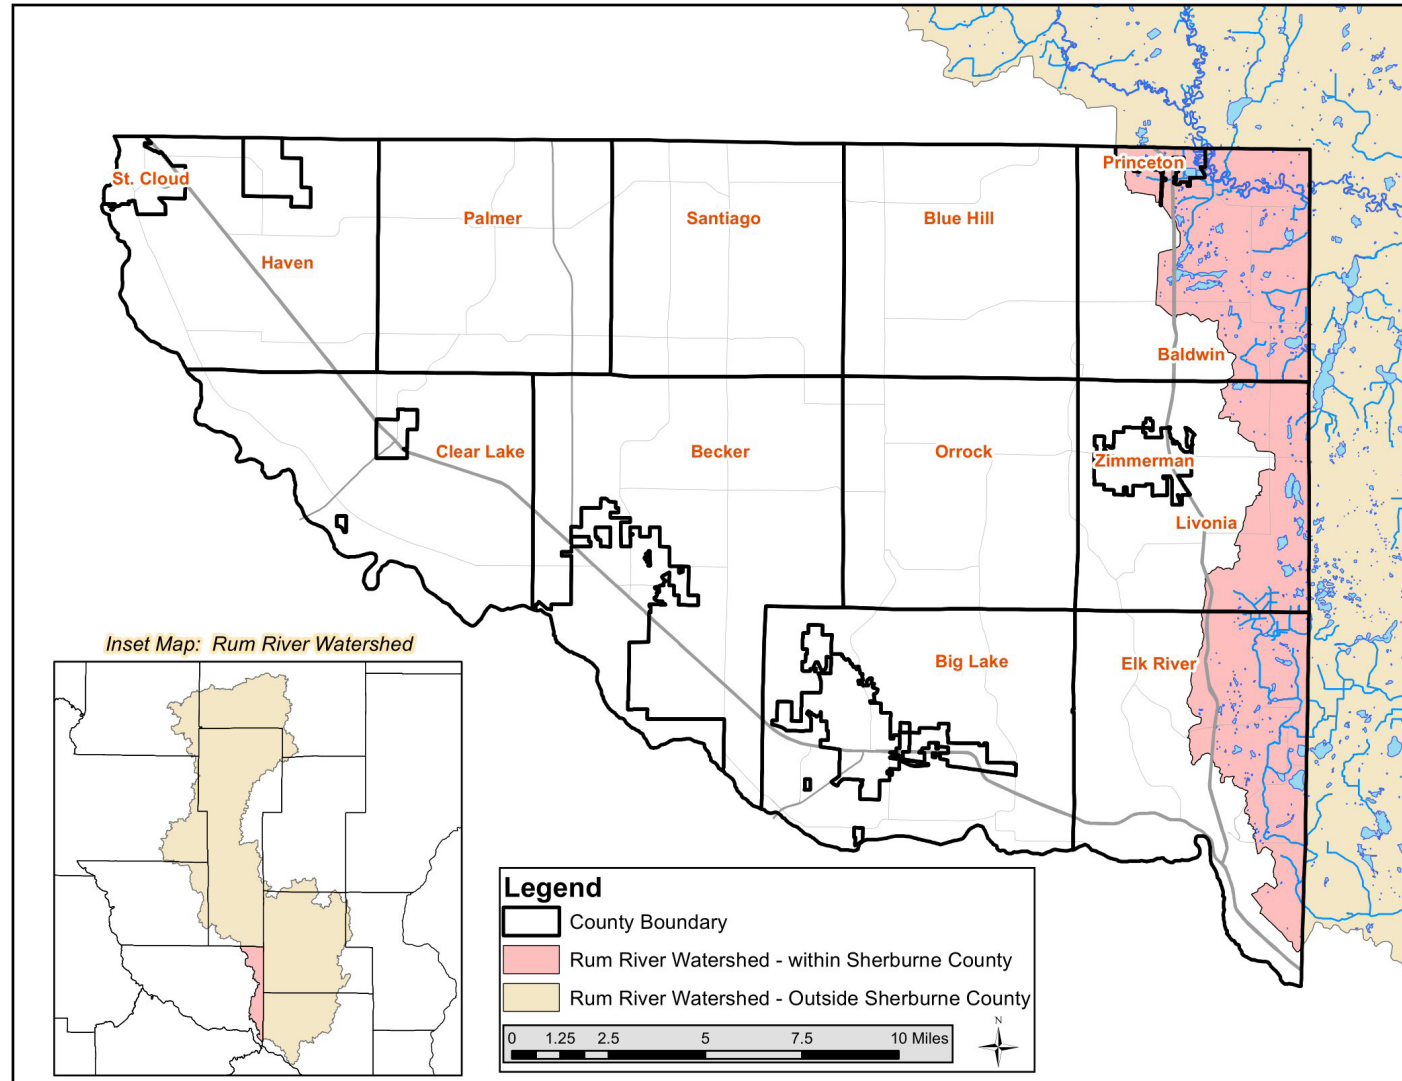 Princeton
St. Cloud
Palmer
Santiago
Blue Hill
Haven
Baldwin
Clear Lake
Becker
Orrock
Zimmerman
Livonia
Inset Map: Rum River Watershed
Big Lake
Elk River
Legend
County Boundary
Rum River Watershed - within Sherburne County
Rum River Watershed - Outside Sherburne County
0 1.25 2.5 5 7.5 10 Miles
N